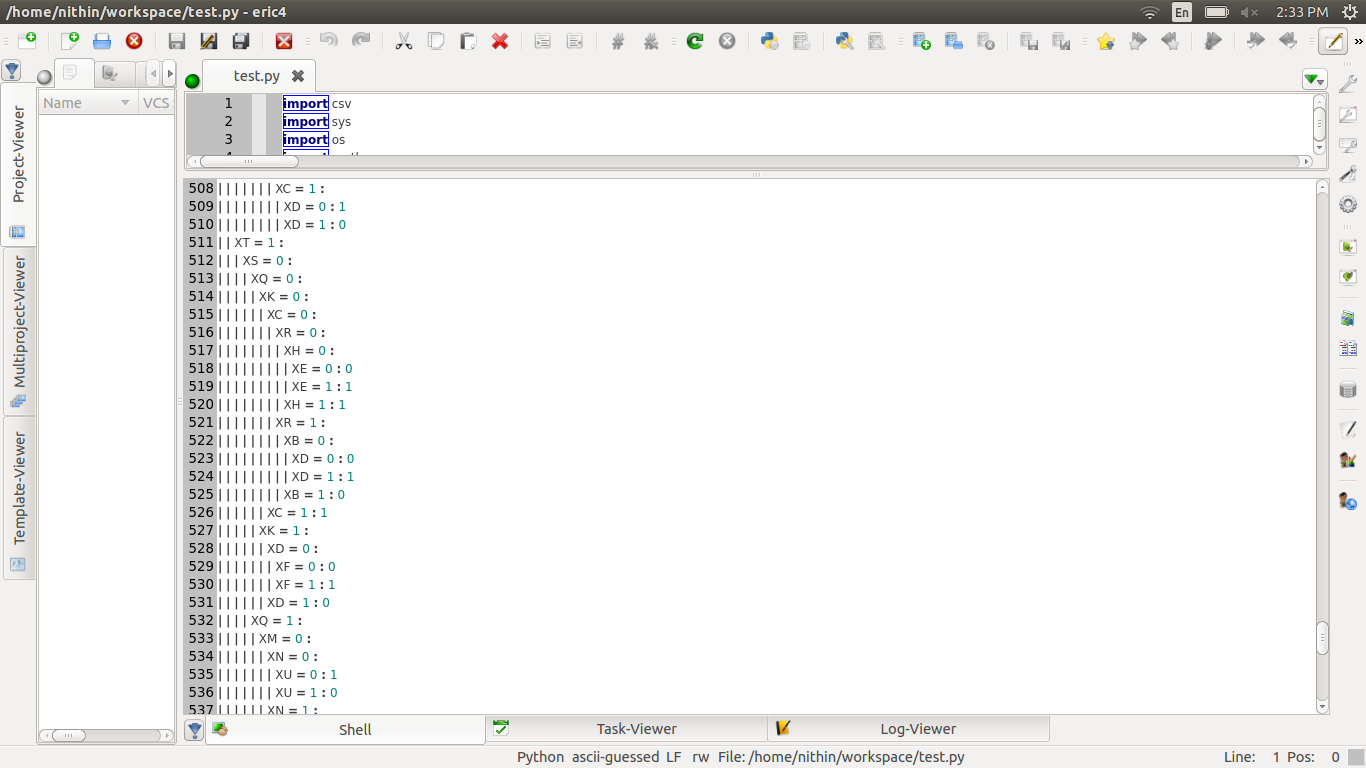 /home/nithin/workspace/test.py - eric4
En
2:33 PM
test.py
Name
VCS
Project-Viewer
Multiproject-Viewer
Template-Viewer
1 import csv
2 import sys
3 import os
508 | | | | | | | XC = 1 :
509 | | | | | | | | XD = 0 : 1
510 | | | | | | | | XD = 1 : 0
511 | | XT = 1 :
512 | | | XS = 0 :
513 | | | | XQ = 0 :
514 | | | | | XK = 0 :
515 | | | | | | XC = 0 :
516 | | | | | | | XR = 0 :
517 | | | | | | | | XH = 0 :
518 | | | | | | | | | XE = 0 : 0
519 | | | | | | | | | XE = 1 : 1
520 | | | | | | | | XH = 1 : 1
521 | | | | | | | XR = 1 :
522 | | | | | | | | XB = 0 :
523 | | | | | | | | | XD = 0 : 0
524 | | | | | | | | | XD = 1 : 1
525 | | | | | | | | XB = 1 : 0
526 | | | | | | XC = 1 : 1
527 | | | | | XK = 1 :
528 | | | | | | XD = 0 :
529 | | | | | | | XF = 0 : 0
530 | | | | | | | XF = 1 : 1
531 | | | | | | XD = 1 : 0
532 | | | | XQ = 1 :
533 | | | | | XM = 0 :
534 | | | | | | XN = 0 :
535 | | | | | | | XU = 0 : 1
536 | | | | | | | XU = 1 : 0
537 | | | | | | XN = 1 :
Shell
Task-Viewer
Log-Viewer
Python ascii-guessed LF rw File: /home/nithin/workspace/test.py Line: 1 Pos: 0